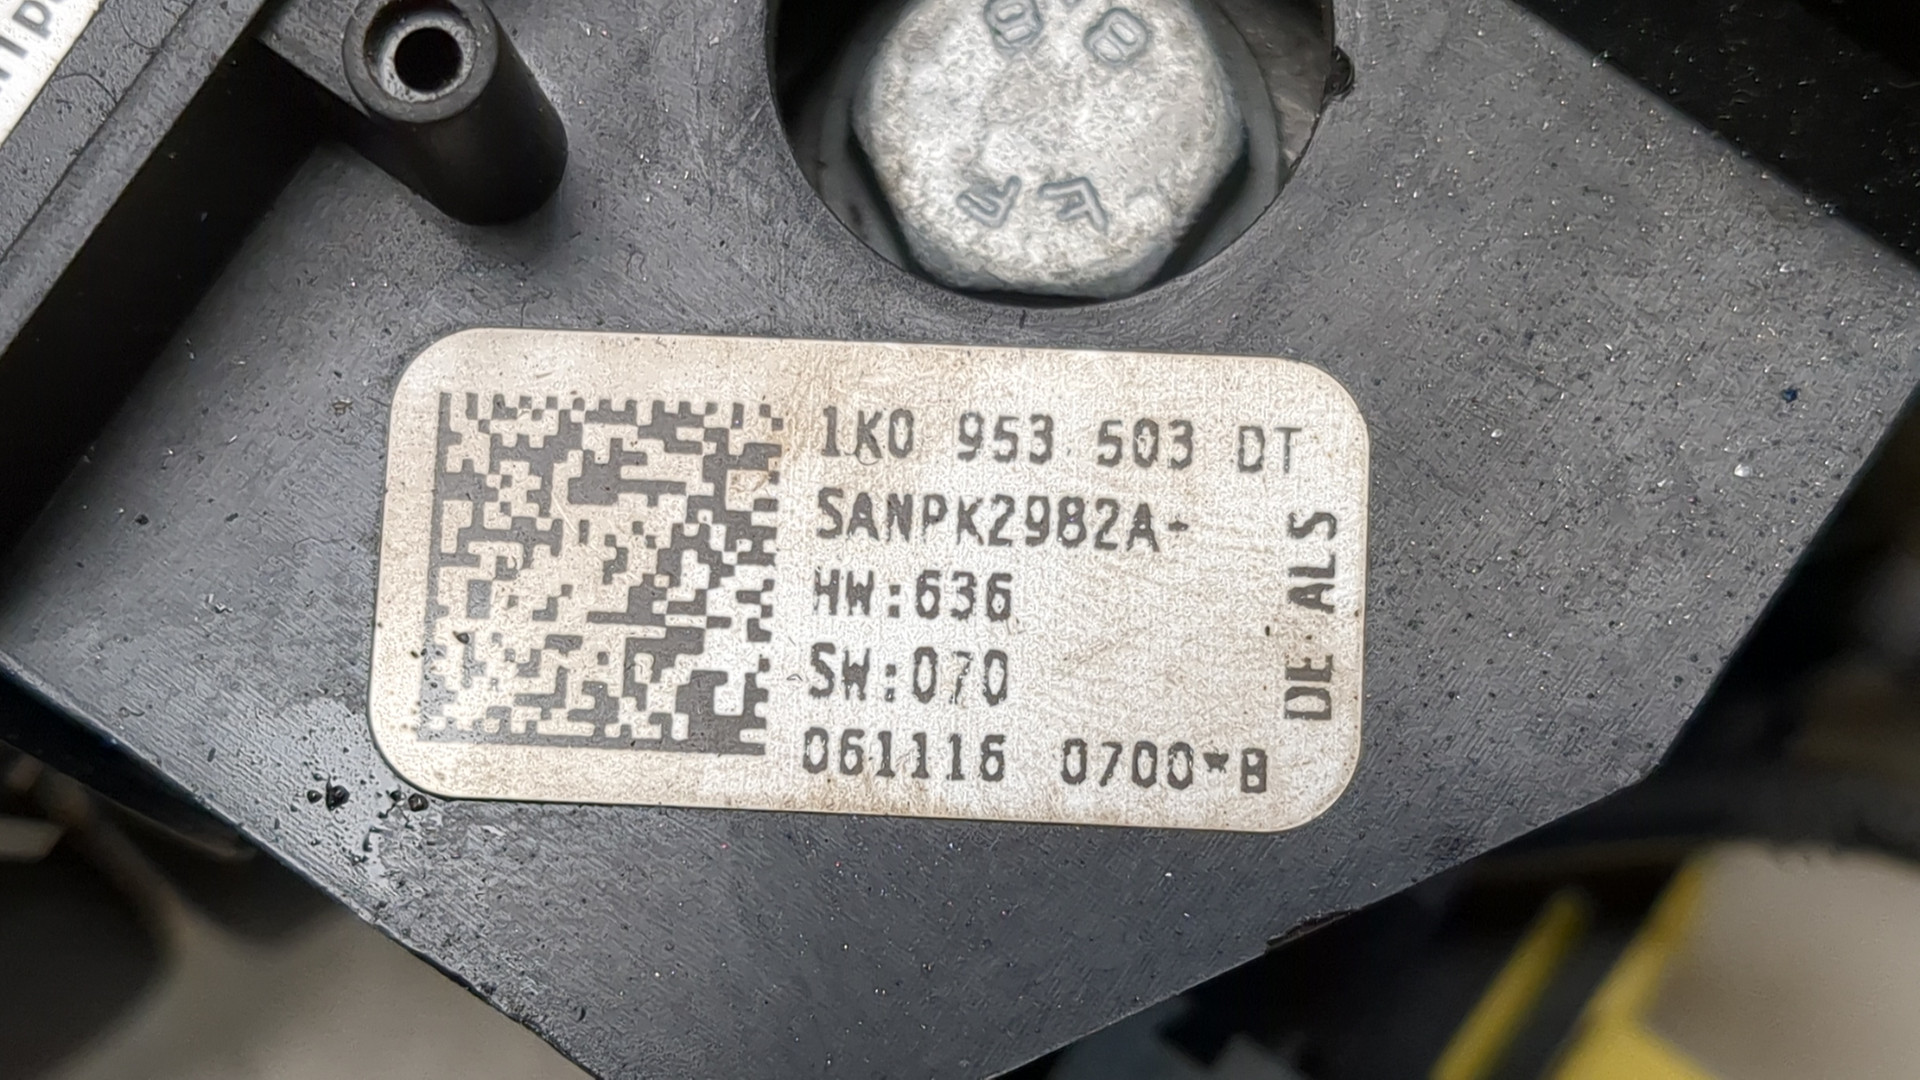 1K0 953 503 DT
SANPK2982A-
HW:636
SW:070
061116 0700*B
DE ALS